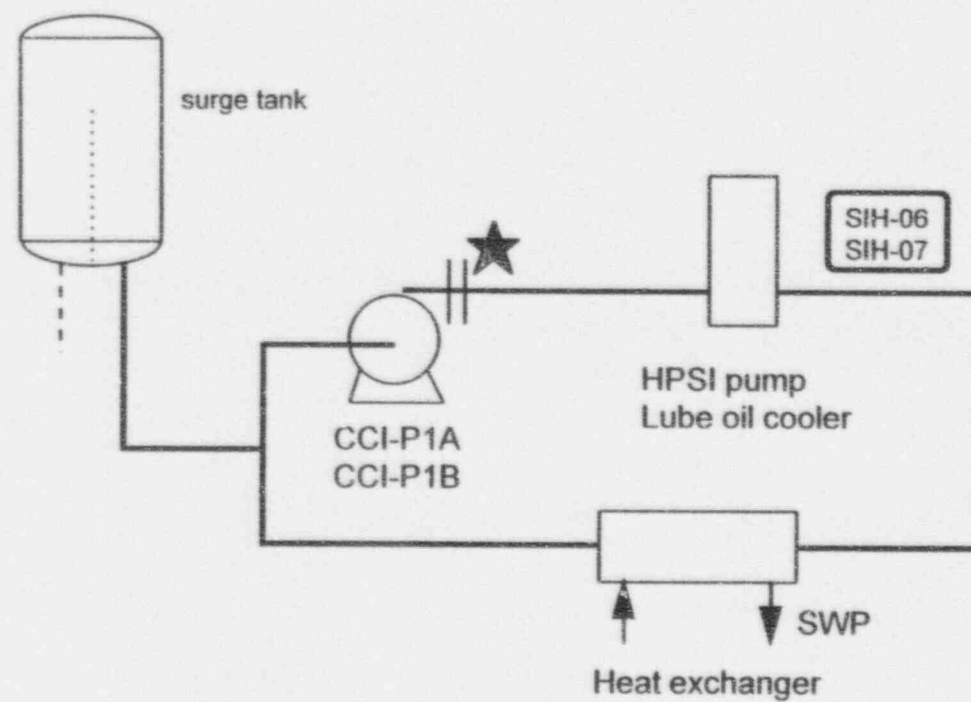 surge tank
SIH-06
SIH-07
HPSI pump
Lube oil cooler
CCI-P1A
CCI-P1B
SWP
Heat exchanger